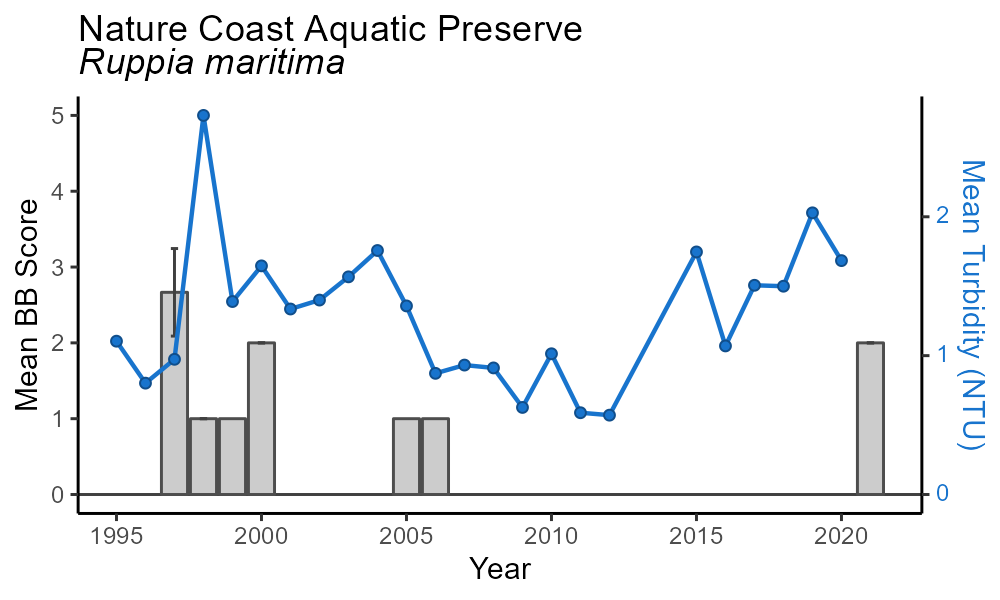 Nature Coast Aquatic Preserve
Ruppia maritima
5
4
3
2
1
0
Mean BB Score
2
1
0
Mean Turbidity (NTU)
1995 2000 2005 2010 2015 2020
Year